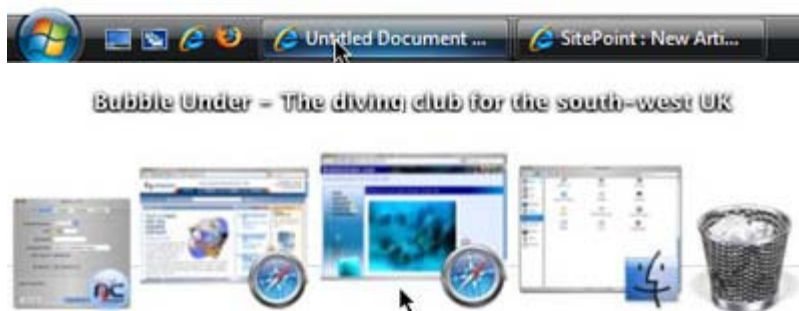 Untitled Document ... SitePoint : New Arti...
Bubble Under - The diving club for the south-west UK